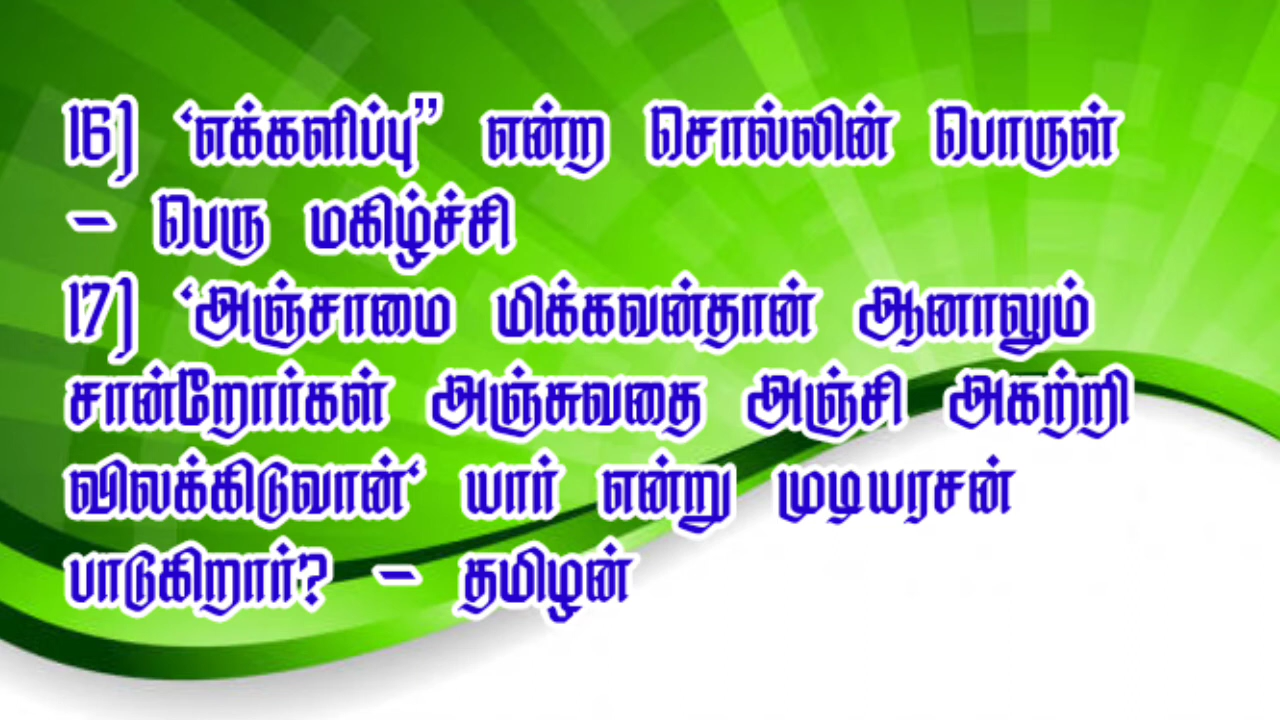 16) ‘எக்களிப்பு” என்ற சொல்லின் பொருள்
– பெரு மகிழ்ச்சி
17) ‘அஞ்சாமை மிக்கவன்தான் ஆனாலும்
சான்றோர்கள் அஞ்சுவதை அஞ்சி அகற்றி
விலக்கிடுவான்‘ யார் என்று முடியரசன்
பாடுகிறார்? – தமிழன்